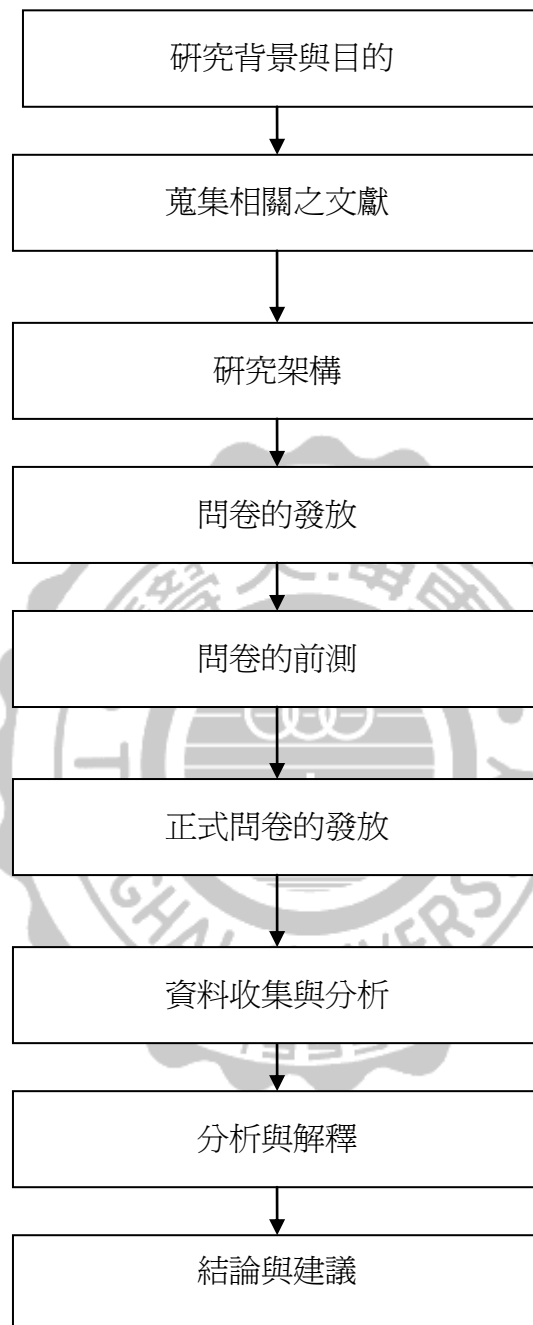 研究背景與目的
蒐集相關之文獻
研究架構
問卷的發放
問卷的前測
正式問卷的發放
資料收集與分析
分析與解釋
結論與建議